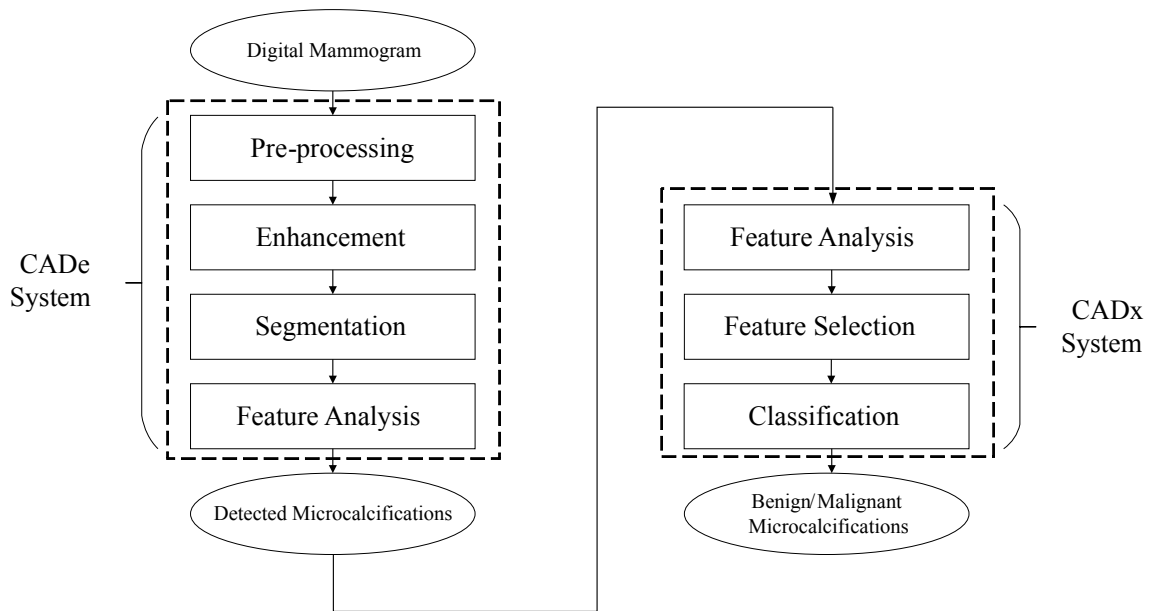 Digital Mammogram
Pre-processing
Enhancement
Segmentation
Feature Analysis
CADe
System
Detected Microcalcifications
Feature Analysis
Feature Selection
Classification
CADx
System
Benign/Malignant
Microcalcifications